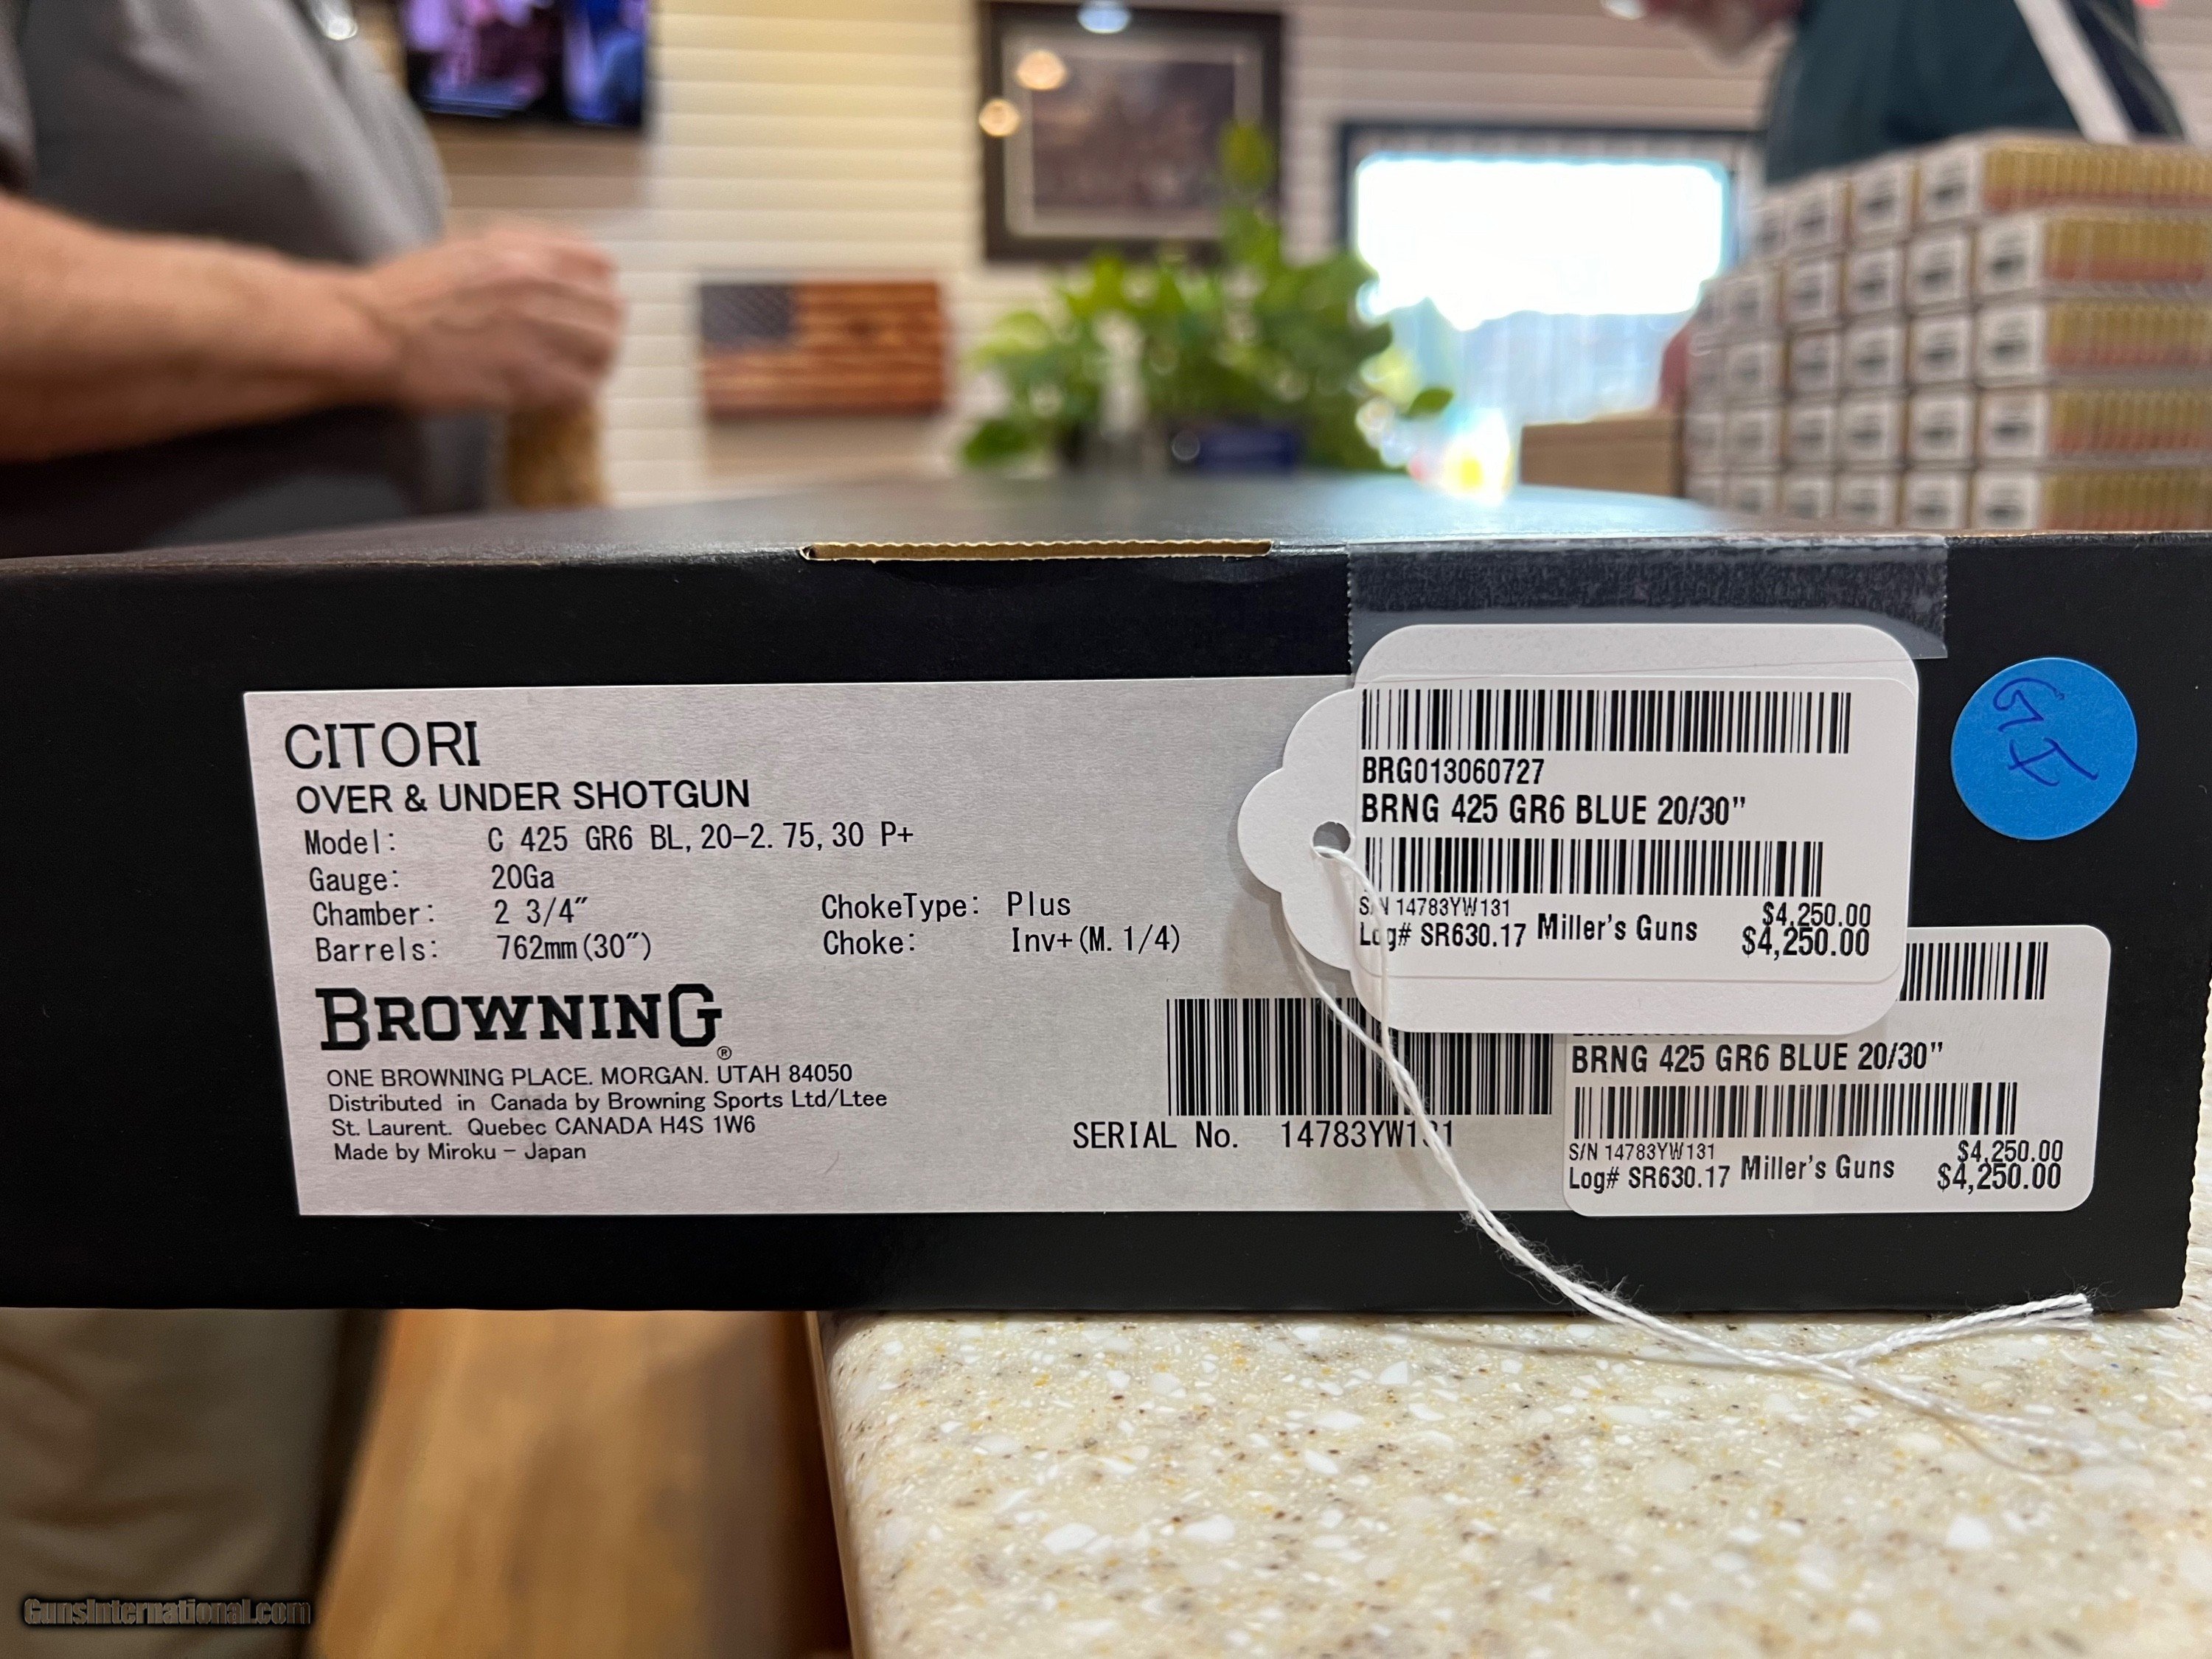 CITORI
OVER & UNDER SHOTGUN
Model: C 425 GR6 BL,20-2.75,30 P+
Gauge: 20Ga
Chamber: 2 3/4"
Barrels: 762mm(30")
ChokeType: Plus
Choke: Inv+(M.1/4)
BROWNING®
ONE BROWNING PLACE. MORGAN. UTAH 84050
Distributed in Canada by Browning Sports Ltd/Ltee
St. Laurent. Quebec CANADA H4S 1W6
Made by Miroku - Japan
SERIAL No. 14783YW131
BRG013060727
BRNG 425 GR6 BLUE 20/30"
S/N 14783YW131
$4,250.00
Log# SR630.17 Miller's Guns $4,250.00
BRNG 425 GR6 BLUE 20/30"
S/N 14783YW131
$4,250.00
Log# SR630.17 Miller's Guns $4,250.00
GI
GunsInternational.com